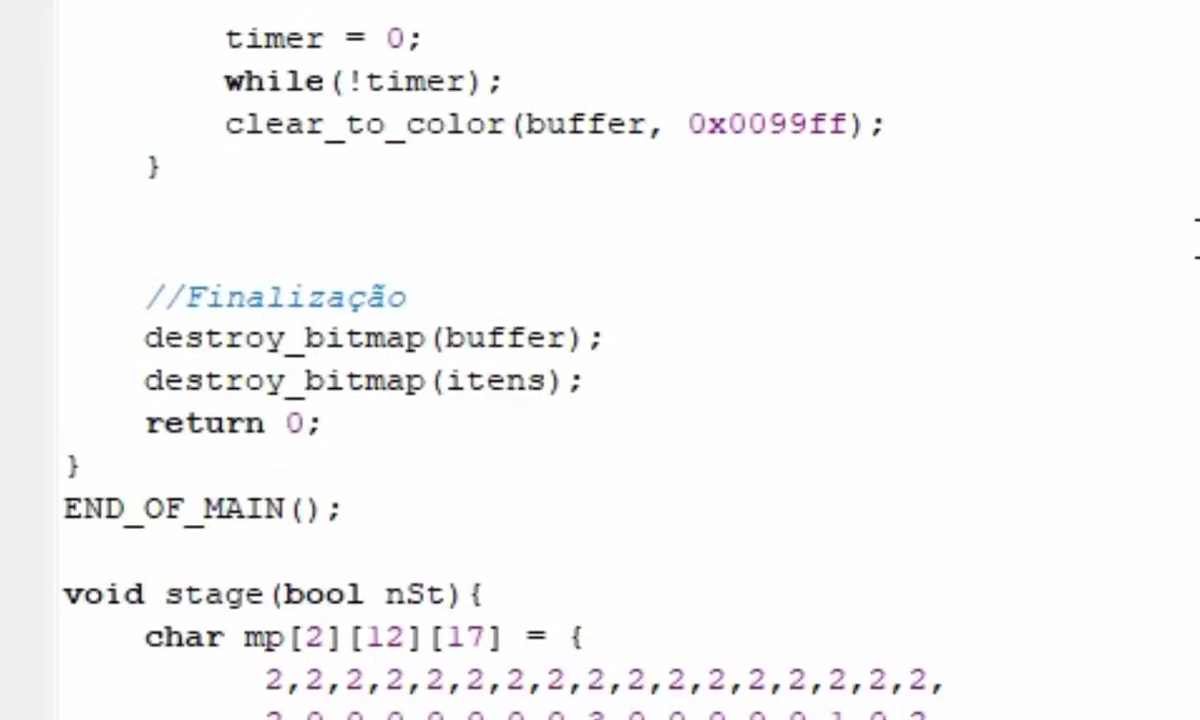 timer = 0;
while(!timer);
clear_to_color(buffer, 0x0099ff);
}
//Finalização
destroy_bitmap(buffer);
destroy_bitmap(itens);
return 0;
}
END_OF_MAIN();
void stage(bool nSt){
char mp[2][12][17] = {
2,2,2,2,2,2,2,2,2,2,2,2,2,2,2,2,2,